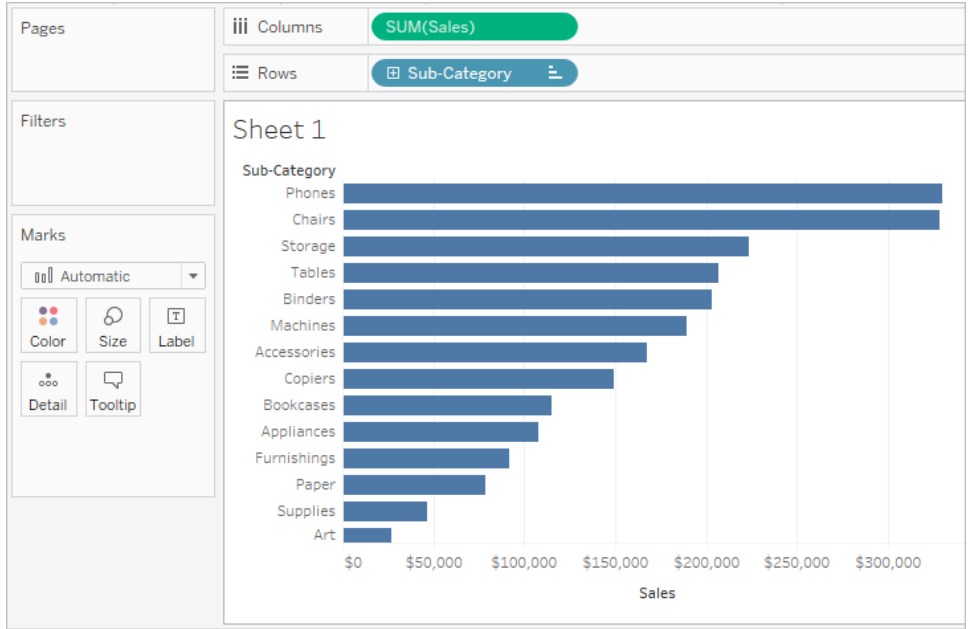 Pages
Columns
SUM(Sales)
Rows
Sub-Category
Filters
Marks
Automatic
Color Size Label
Detail Tooltip
Sheet 1
Sub-Category
Phones
Chairs
Storage
Tables
Binders
Machines
Accessories
Copiers
Bookcases
Appliances
Furnishings
Paper
Supplies
Art
$0 $50,000 $100,000 $150,000 $200,000 $250,000 $300,000
Sales